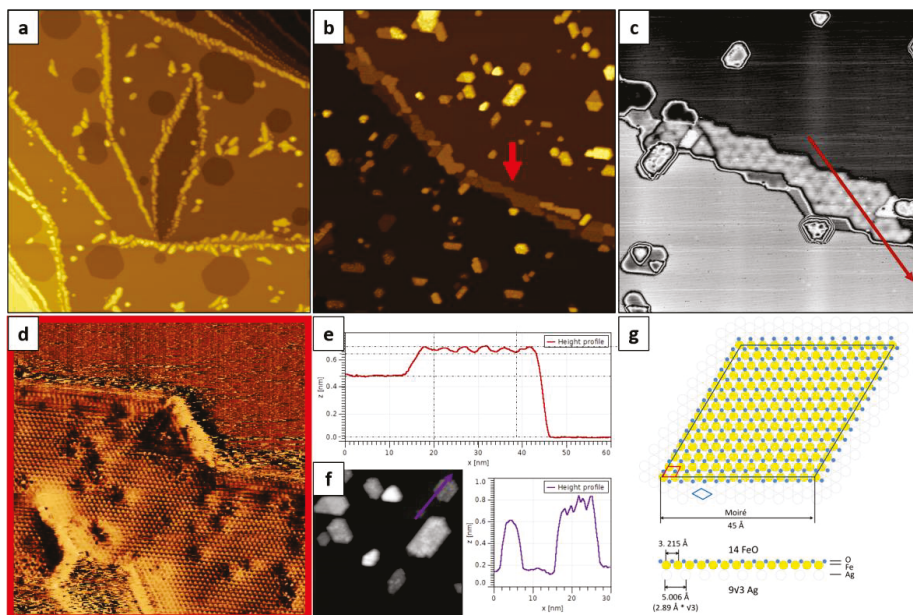 a
b
c
d
e
Height profile
z [nm]
0.8
0.6
0.4
0.2
0.0
0 10 20 30 40 50 60
x [nm]
f
Height profile
z [nm]
1.0
0.8
0.6
0.4
0.2
0.0
0 10 20 30
x [nm]
g
Moiré
45 Å
3. 215 Å
14 FeO
O
Fe
Ag
5.006 Å
(2.89 Å * √3)
9√3 Ag